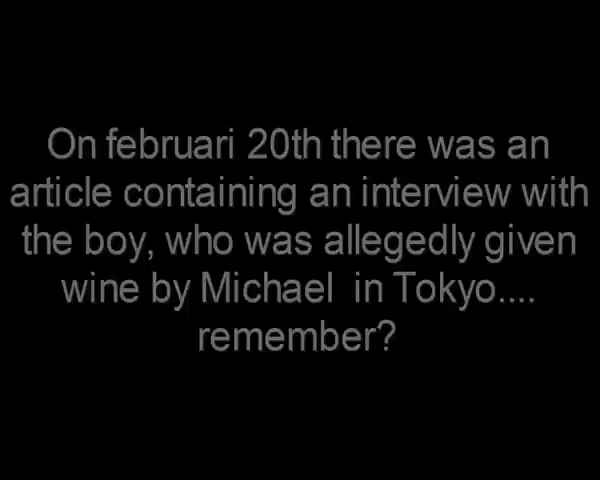 On februari 20th there was an
article containing an interview with
the boy, who was allegedly given
wine by Michael  in Tokyo....
remember?